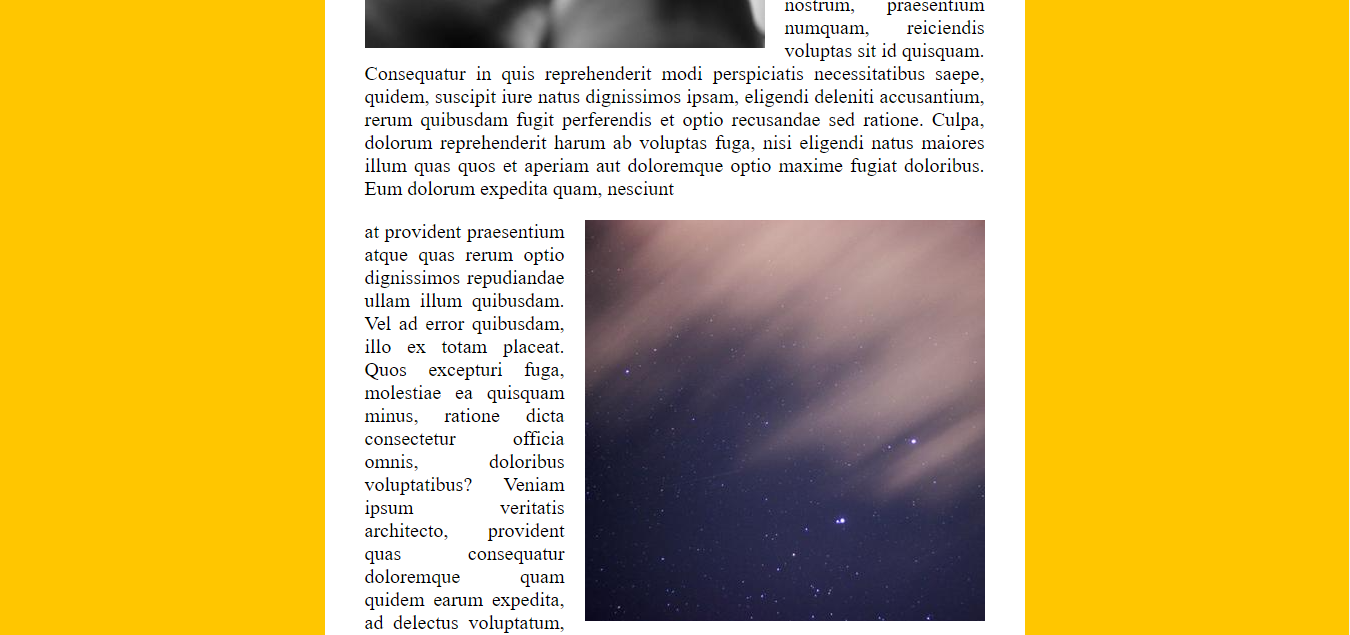 nostrum, praesentium
numquam, reiciendis
voluptas sit id quisquam.
Consequatur in quis reprehenderit modi perspiciatis necessitatibus saepe,
quidem, suscipit iure natus dignissimos ipsam, eligendi deleniti accusantium,
rerum quibusdam fugit perferendis et optio recusandae sed ratione. Culpa,
dolorum reprehenderit harum ab voluptas fuga, nisi eligendi natus maiores
illum quas quos et aperiam aut doloremque optio maxime fugiat doloribus.
Eum dolorum expedita quam, nesciunt
at provident praesentium
atque quas rerum optio
dignissimos repudiandae
ullam illum quibusdam.
Vel ad error quibusdam,
illo ex totam placeat.
Quos excepturi fuga,
molestiae ea quisquam
minus, ratione dicta
consectetur officia
omnis, doloribus
voluptatibus? Veniam
ipsum veritatis
architecto, provident
quas consequatur
doloremque quam
quidem earum expedita,
ad delectus voluptatum,